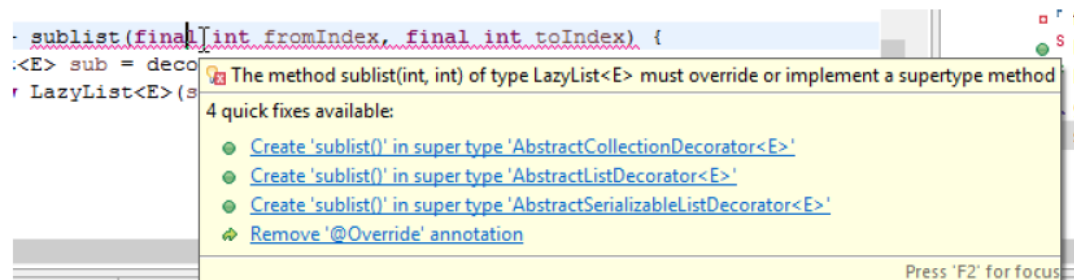 sublist(final int fromIndex, final int toIndex) {
<E> sub = deco
LazyList<E>(s
The method sublist(int, int) of type LazyList<E> must override or implement a supertype method
4 quick fixes available:
Create 'sublist()' in super type 'AbstractCollectionDecorator<E>'
Create 'sublist()' in super type 'AbstractListDecorator<E>'
Create 'sublist()' in super type 'AbstractSerializableListDecorator<E>'
Remove '@Override' annotation
Press 'F2' for focus